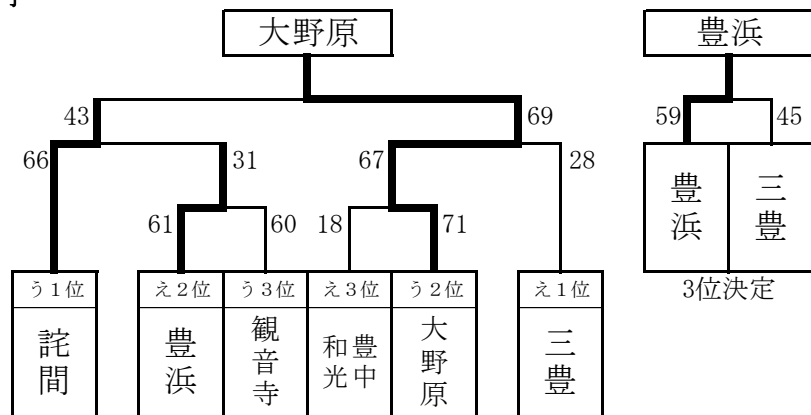 大野原
豊浜
43
69
59
45
66
31
67
28
61
60
18
71
豊浜
三豊
3位決定
う1位
え2位
う3位
え3位
う2位
え1位
詫間
豊浜
観音寺
豊中
和光
大野原
三豊